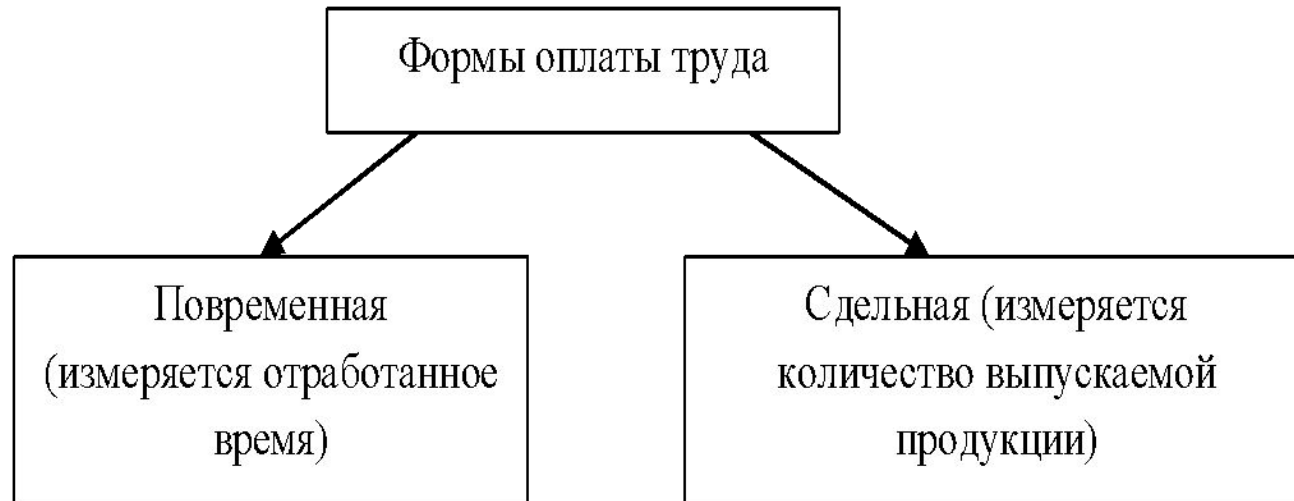 Формы оплаты труда
Повременная
(измеряется отработанное
время)
Сдельная (измеряется
количество выпускаемой
продукции)